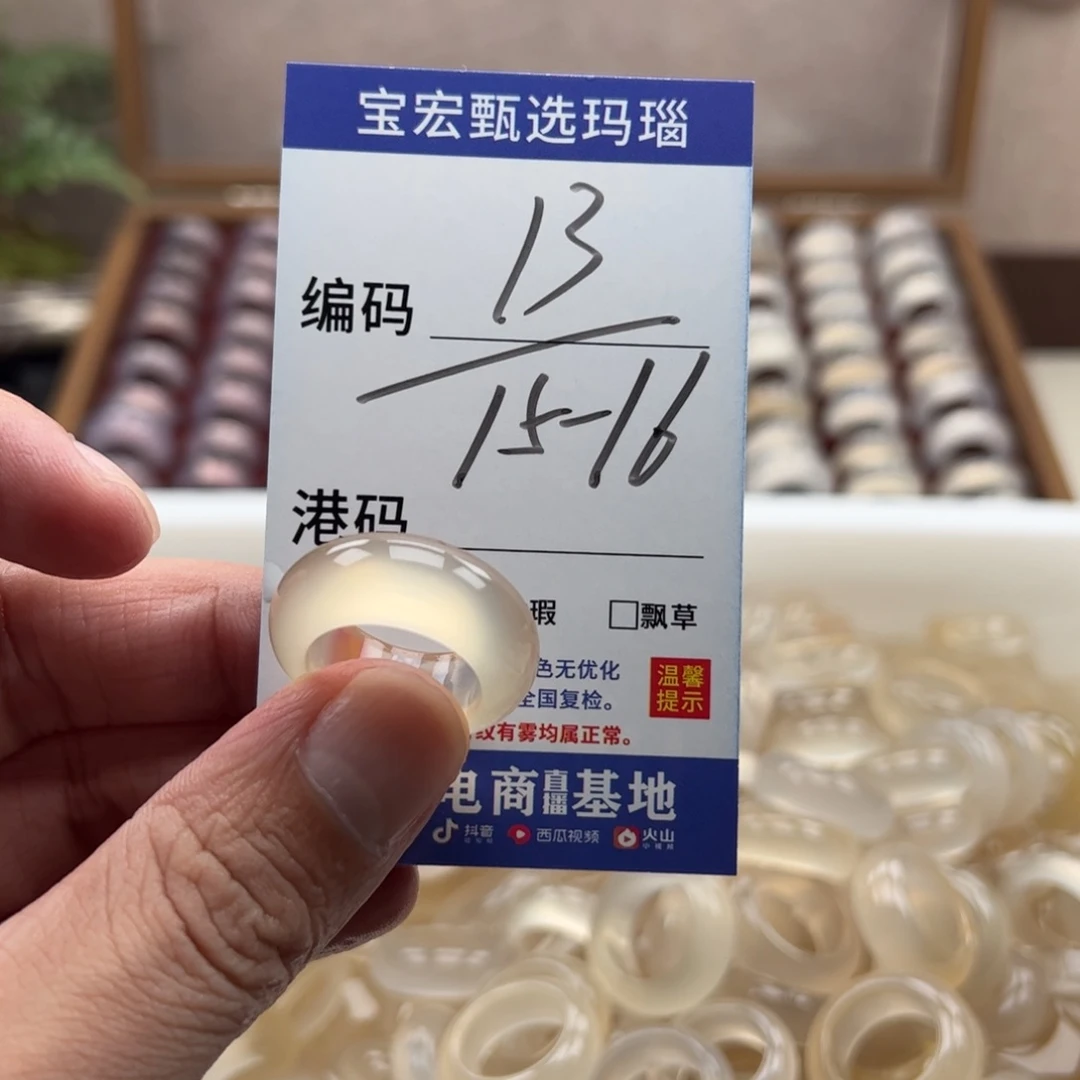 宝宏甄选玛瑙
13
编码
15-16
港码
瑕 □飘草
色无优化
全国复检。
温馨
提示
纹有雾均属正常。
电商直播基地
抖音 西瓜视频 火山